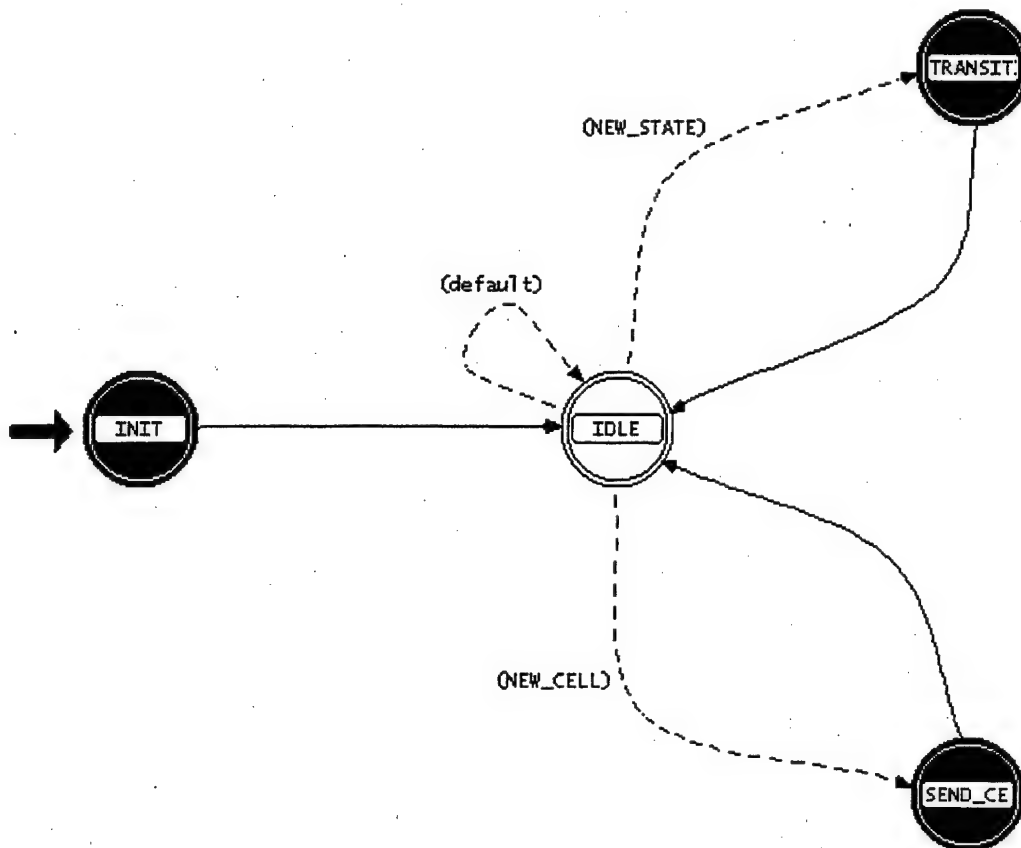 TRANSIT
(NEW_STATE)
(default)
INIT
IDLE
(NEW_CELL)
SEND_CE